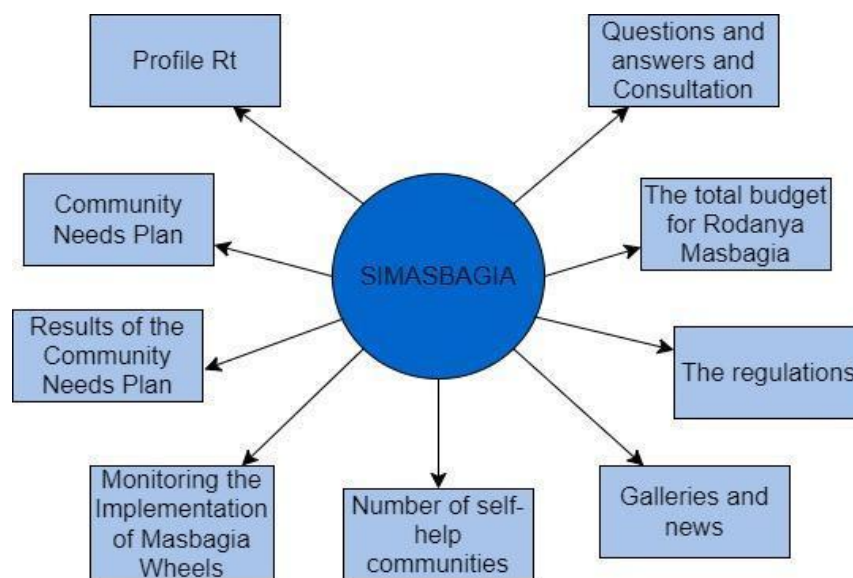 Profile Rt
Questions and
answers and
Consultation
Community
Needs Plan
The total budget
for Rodanya
Masbagia
SIMASBAGIA
Results of the
Community
Needs Plan
The regulations
Monitoring the
Implementation
of Masbagia
Wheels
Number of self-
help
communities
Galleries and
news